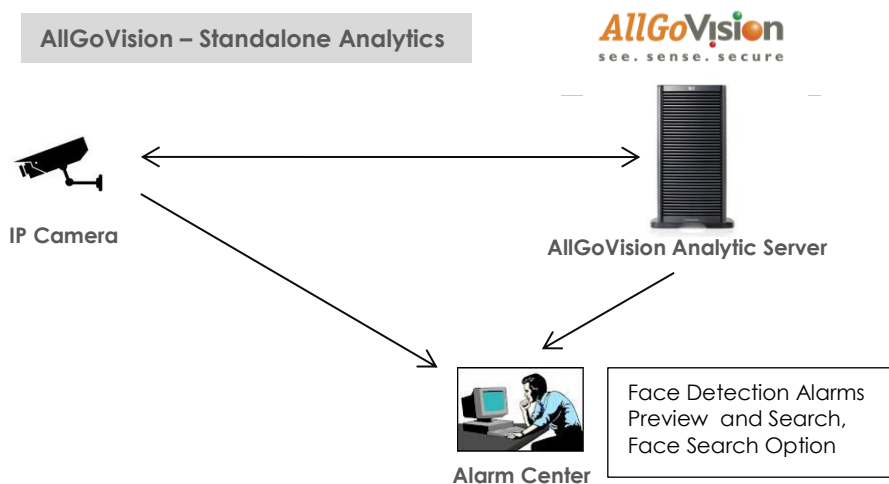 AllGoVision – Standalone Analytics
AllGoVision
see. sense. secure
IP Camera
AllGoVision Analytic Server
Face Detection Alarms
Preview and Search,
Face Search Option
Alarm Center